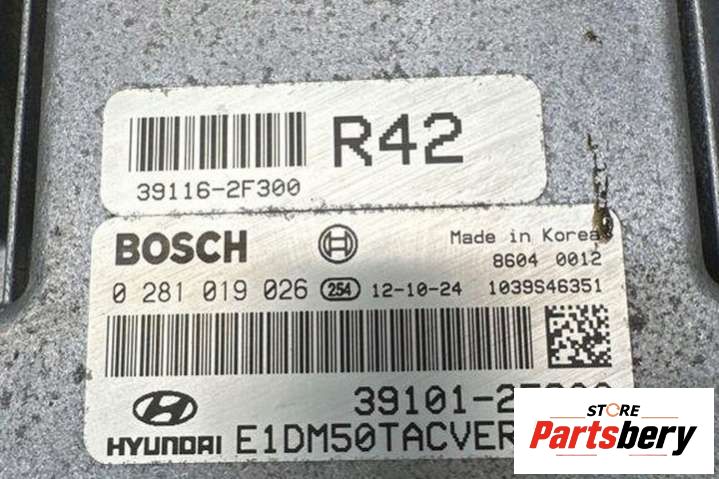 R42
39116-2F300
BOSCH
Made in Korea
8604 0012
0 281 019 026 254 12-10-24 1039S46351
HYUNDAI
STORE
Partsbery